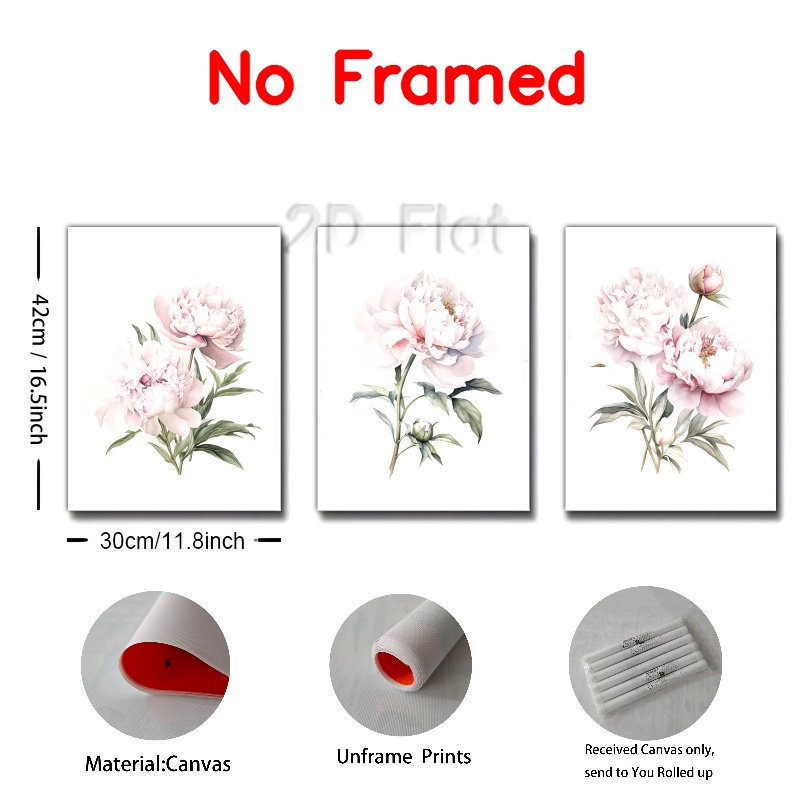 No Framed
2D Flat
42cm / 16.5inch
30cm/11.8inch
Material:Canvas
Unframe Prints
Received Canvas only,
send to You Rolled up